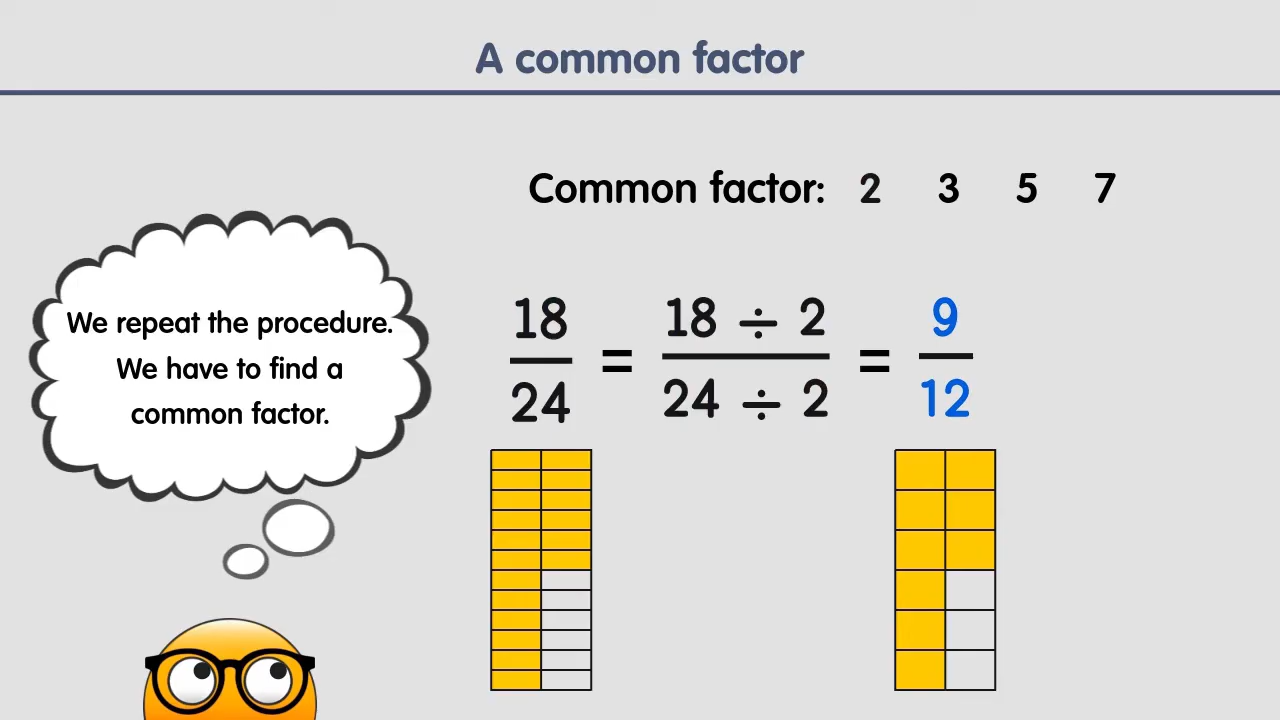 A common factor
Common factor: 2 3 5 7
We repeat the procedure.
We have to find a
common factor.
18 = 18 ÷ 2 = 9
24 24 ÷ 2 12